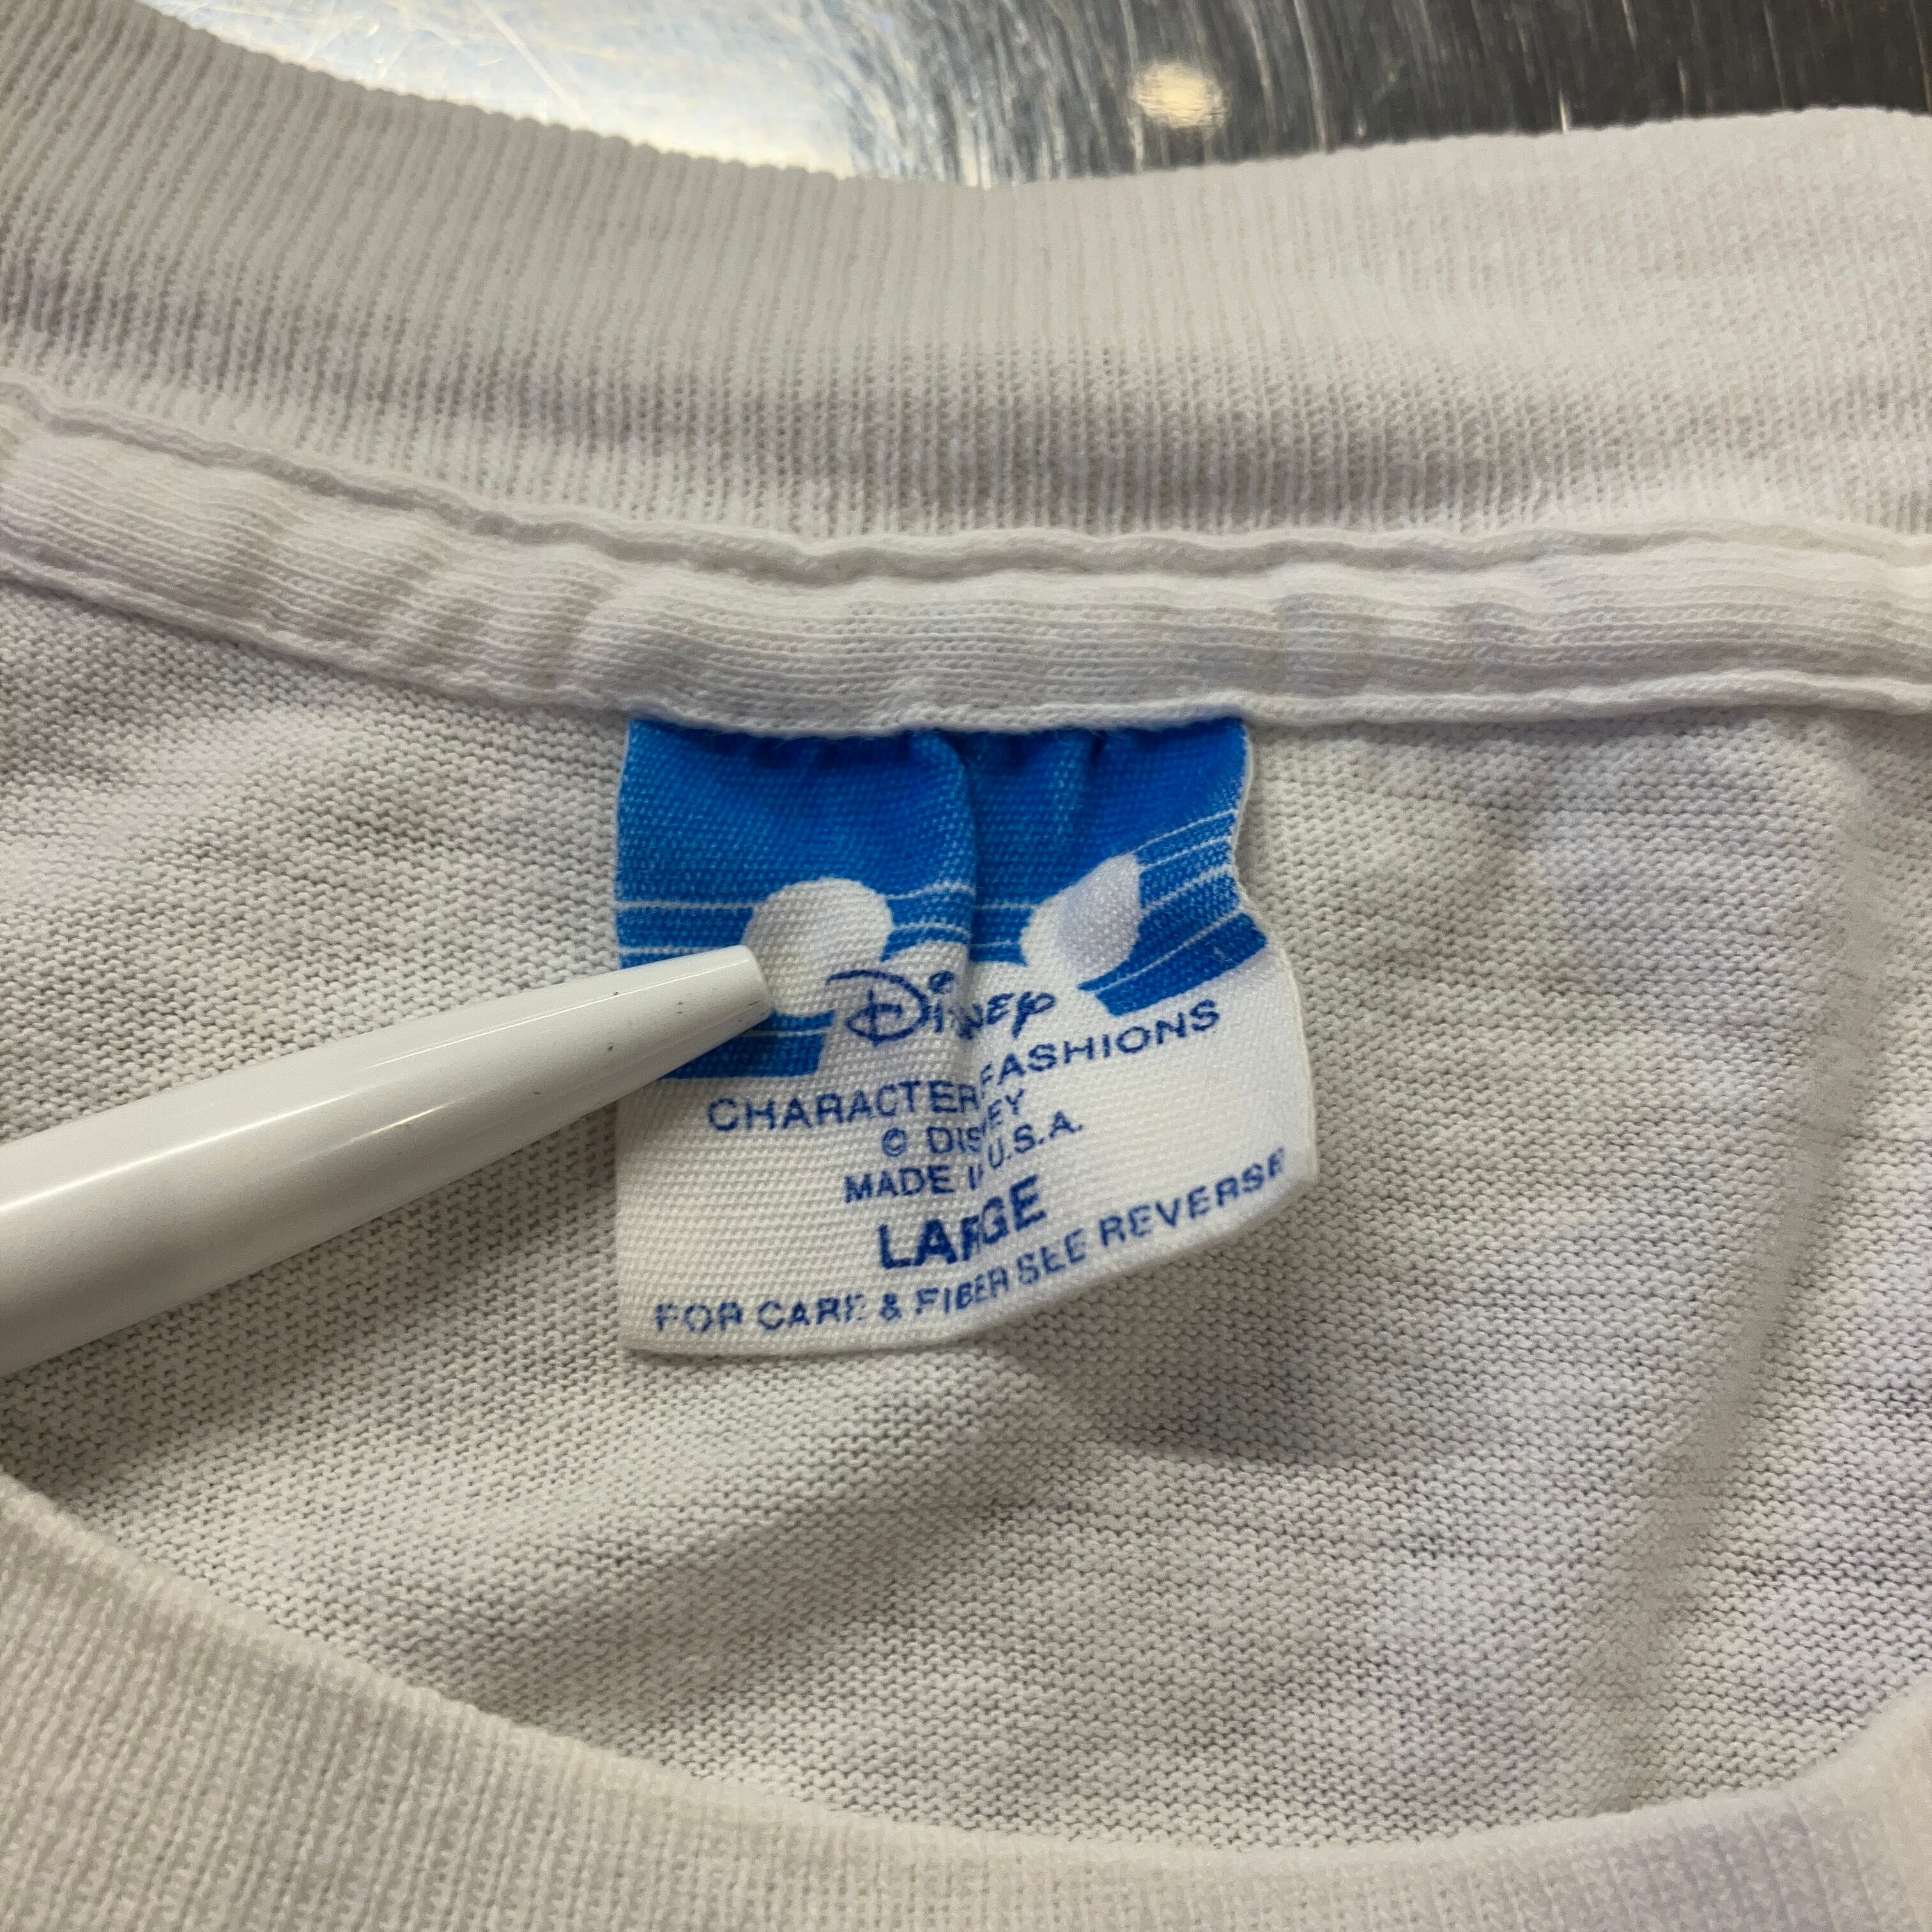 Disney
CHARACTER FASHIONS
© DISNEY
MADE IN U.S.A.
LARGE
FOR CARE & FIBER SEE REVERSE